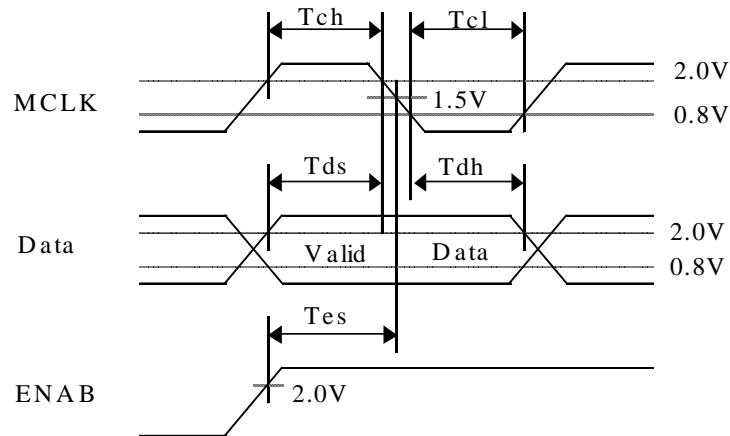 Tch Tcl
2.0V
MCLK 1.5V
0.8V
Tds Tdh
2.0V
Data Valid Data
0.8V
Tes
ENAB 2.0V